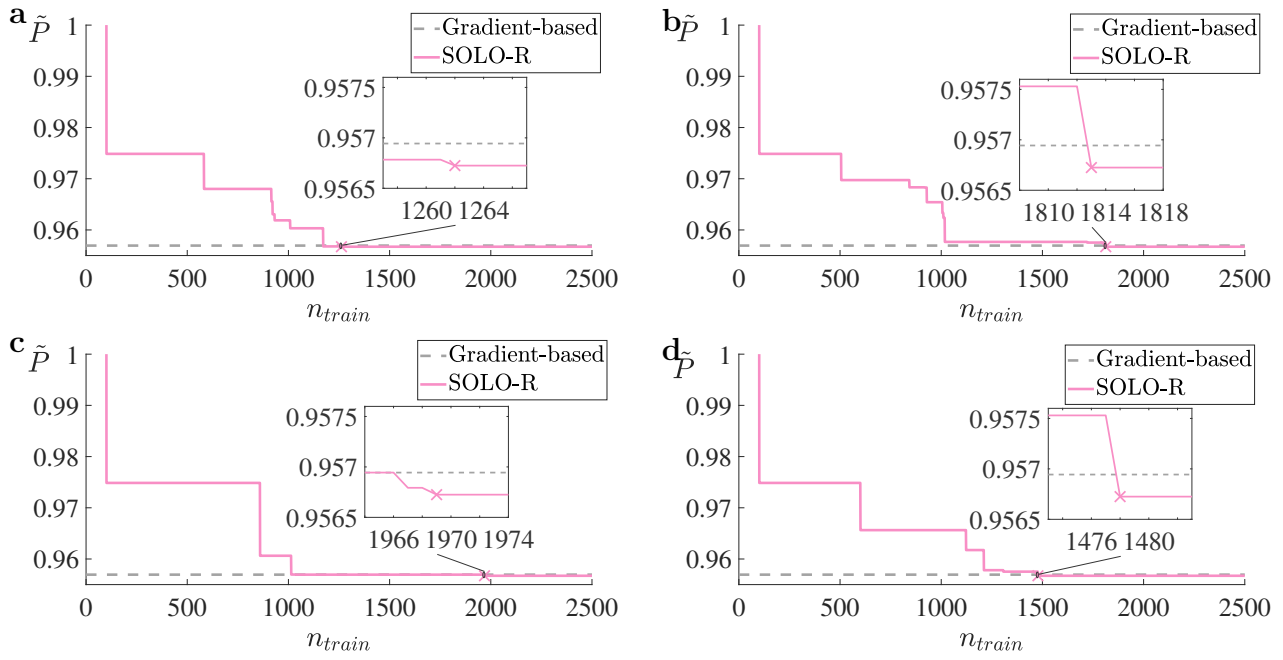 a
P̃
1
0.99
0.98
0.97
0.96
0 500 1000 1500 2000 2500
n_train
Gradient-based
SOLO-R
0.9575
0.957
0.9565
1260 1264
b
P̃
1
0.99
0.98
0.97
0.96
0 500 1000 1500 2000 2500
n_train
Gradient-based
SOLO-R
0.9575
0.957
0.9565
1810 1814 1818
c
P̃
1
0.99
0.98
0.97
0.96
0 500 1000 1500 2000 2500
n_train
Gradient-based
SOLO-R
0.9575
0.957
0.9565
1966 1970 1974
d
P̃
1
0.99
0.98
0.97
0.96
0 500 1000 1500 2000 2500
n_train
Gradient-based
SOLO-R
0.9575
0.957
0.9565
1476 1480